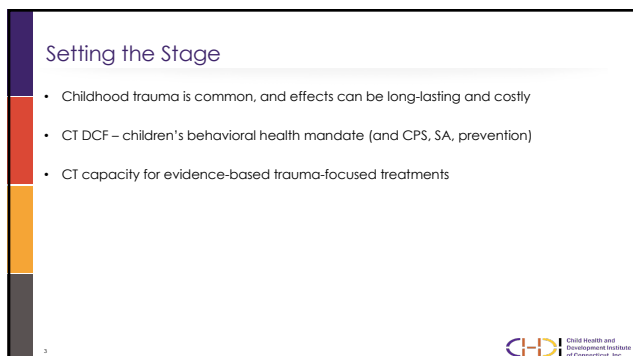 Setting the Stage
• Childhood trauma is common, and effects can be long-lasting and costly
• CT DCF – children's behavioral health mandate (and CPS, SA, prevention)
• CT capacity for evidence-based trauma-focused treatments
3
CHDI
Child Health and
Development Institute
of Connecticut, Inc.